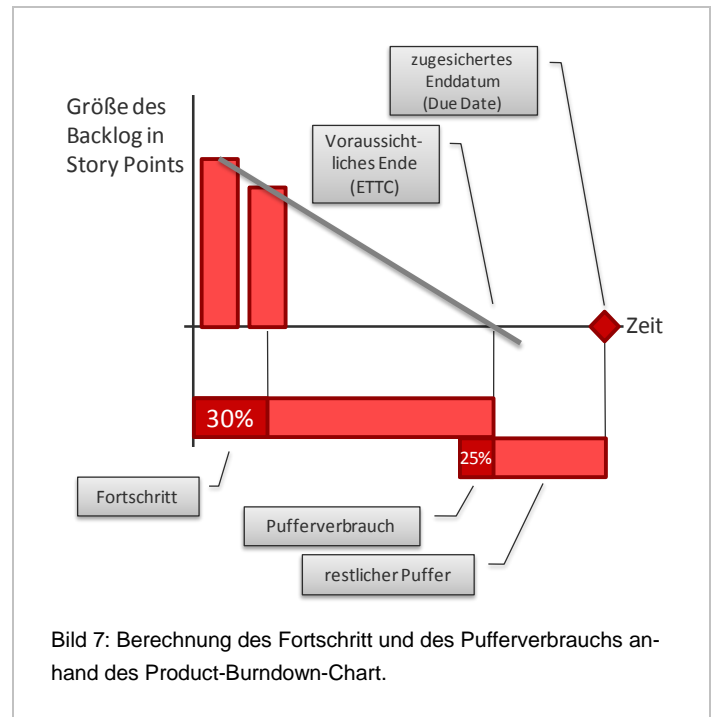 zugesichertes
Enddatum
(Due Date)
Größe des
Backlog in
Story Points
Voraussicht-
liches Ende
(ETTC)
Zeit
30%
25%
Fortschritt
Pufferverbrauch
restlicher Puffer
Bild 7: Berechnung des Fortschritt und des Pufferverbrauchs an-
hand des Product-Burndown-Chart.